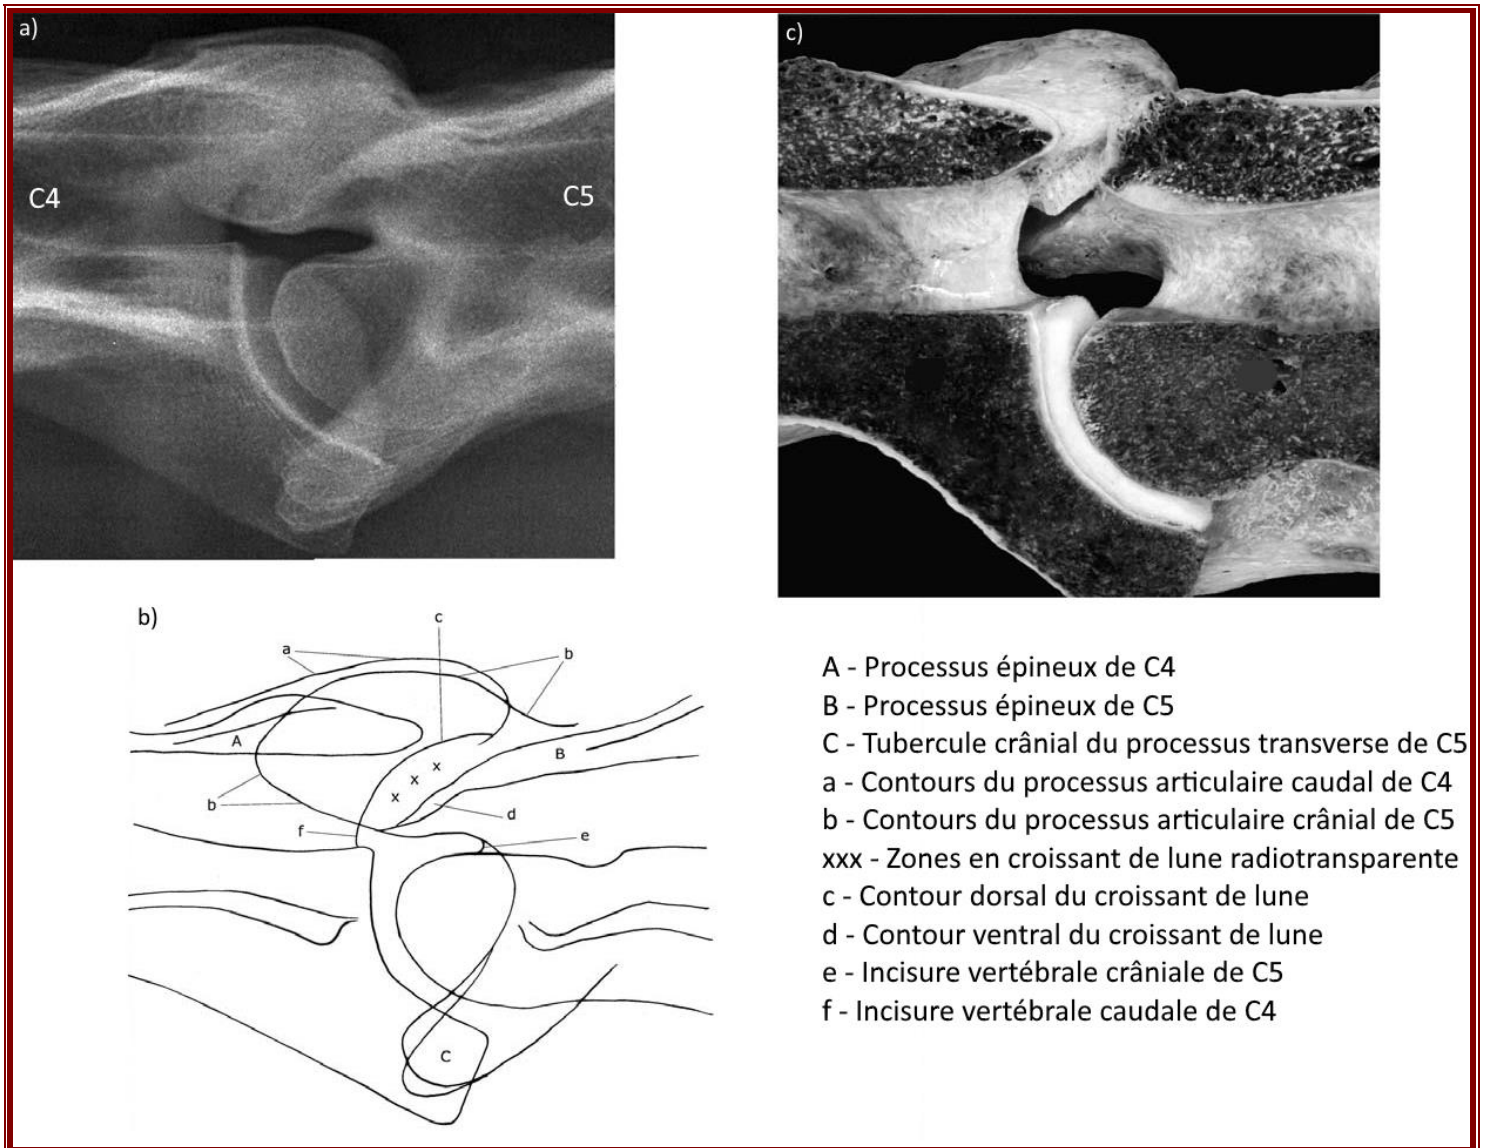 a)
C4
C5
c)
b)
c
a
b
A
B
x
x
x
b
d
f
e
C
A - Processus épineux de C4
B - Processus épineux de C5
C - Tubercule crânial du processus transverse de C5
a - Contours du processus articulaire caudal de C4
b - Contours du processus articulaire crânial de C5
xxx - Zones en croissant de lune radiotransparente
c - Contour dorsal du croissant de lune
d - Contour ventral du croissant de lune
e - Incisure vertébrale crâniale de C5
f - Incisure vertébrale caudale de C4